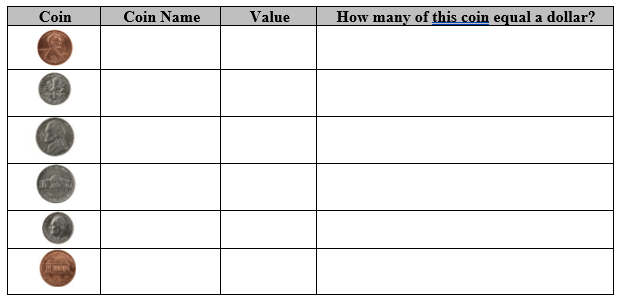 Coin Coin Name Value How many of this coin equal a dollar?